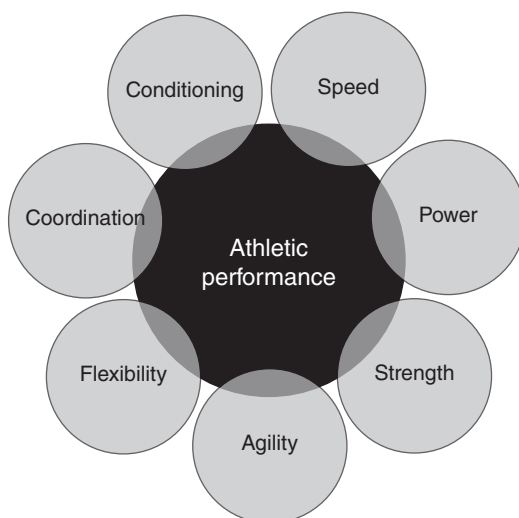 Conditioning
Speed
Coordination
Power
Athletic
performance
Flexibility
Strength
Agility